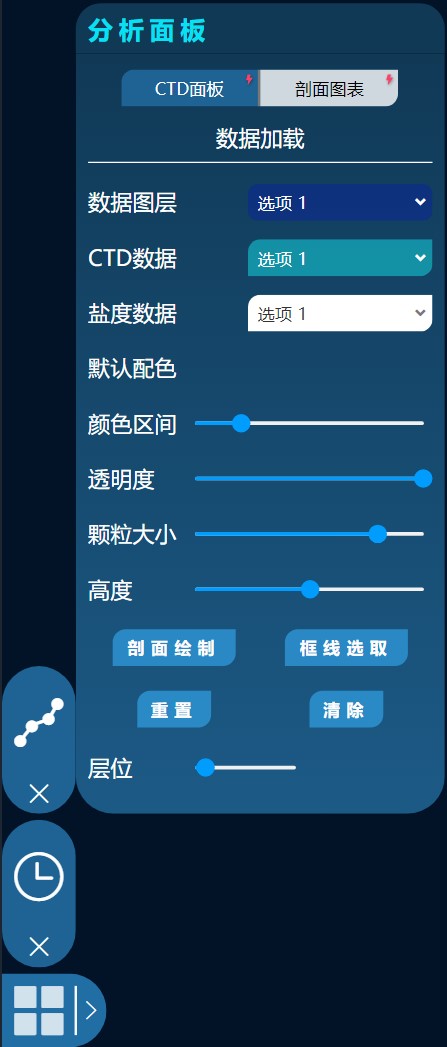 分析面板
CTD面板 剖面图表
数据加载
数据图层 选项 1
CTD数据 选项 1
盐度数据 选项 1
默认配色
颜色区间
透明度
颗粒大小
高度
剖面绘制 框线选取
重置 清除
层位